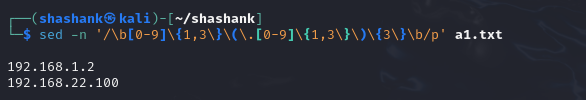 ┌──(shashank㉿kali)-[~/shashank]
└─$ sed -n '/\b[0-9]\{1,3\}\(\.[0-9]\{1,3\}\)\{3\}\b/p' a1.txt
192.168.1.2
192.168.22.100